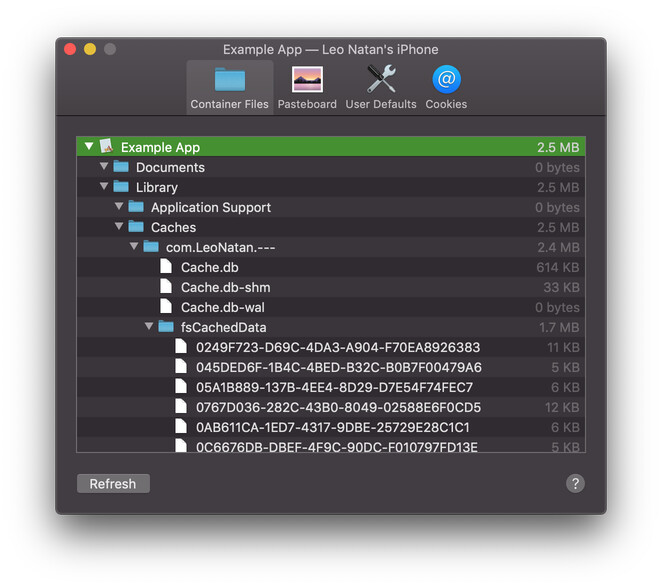 Example App — Leo Natan's iPhone
Container Files Pasteboard User Defaults Cookies
Example App 2.5 MB
Documents 0 bytes
Library 2.5 MB
Application Support 0 bytes
Caches 2.5 MB
com.LeoNatan.--- 2.4 MB
Cache.db 614 KB
Cache.db-shm 33 KB
Cache.db-wal 0 bytes
fsCachedData 1.7 MB
0249F723-D69C-4DA3-A904-F70EA8926383 11 KB
045DED6F-1B4C-4BED-B32C-B0B7F00479A6 5 KB
05A1B889-137B-4EE4-8D29-D7E54F74FEC7 6 KB
0767D036-282C-43B0-8049-02588E6F0CD5 12 KB
0AB611CA-1ED7-4317-9DBE-25729E28C1C1 6 KB
0C6676DB-DBEF-4F9C-90DC-F010797FD13E 5 KB
Refresh ?